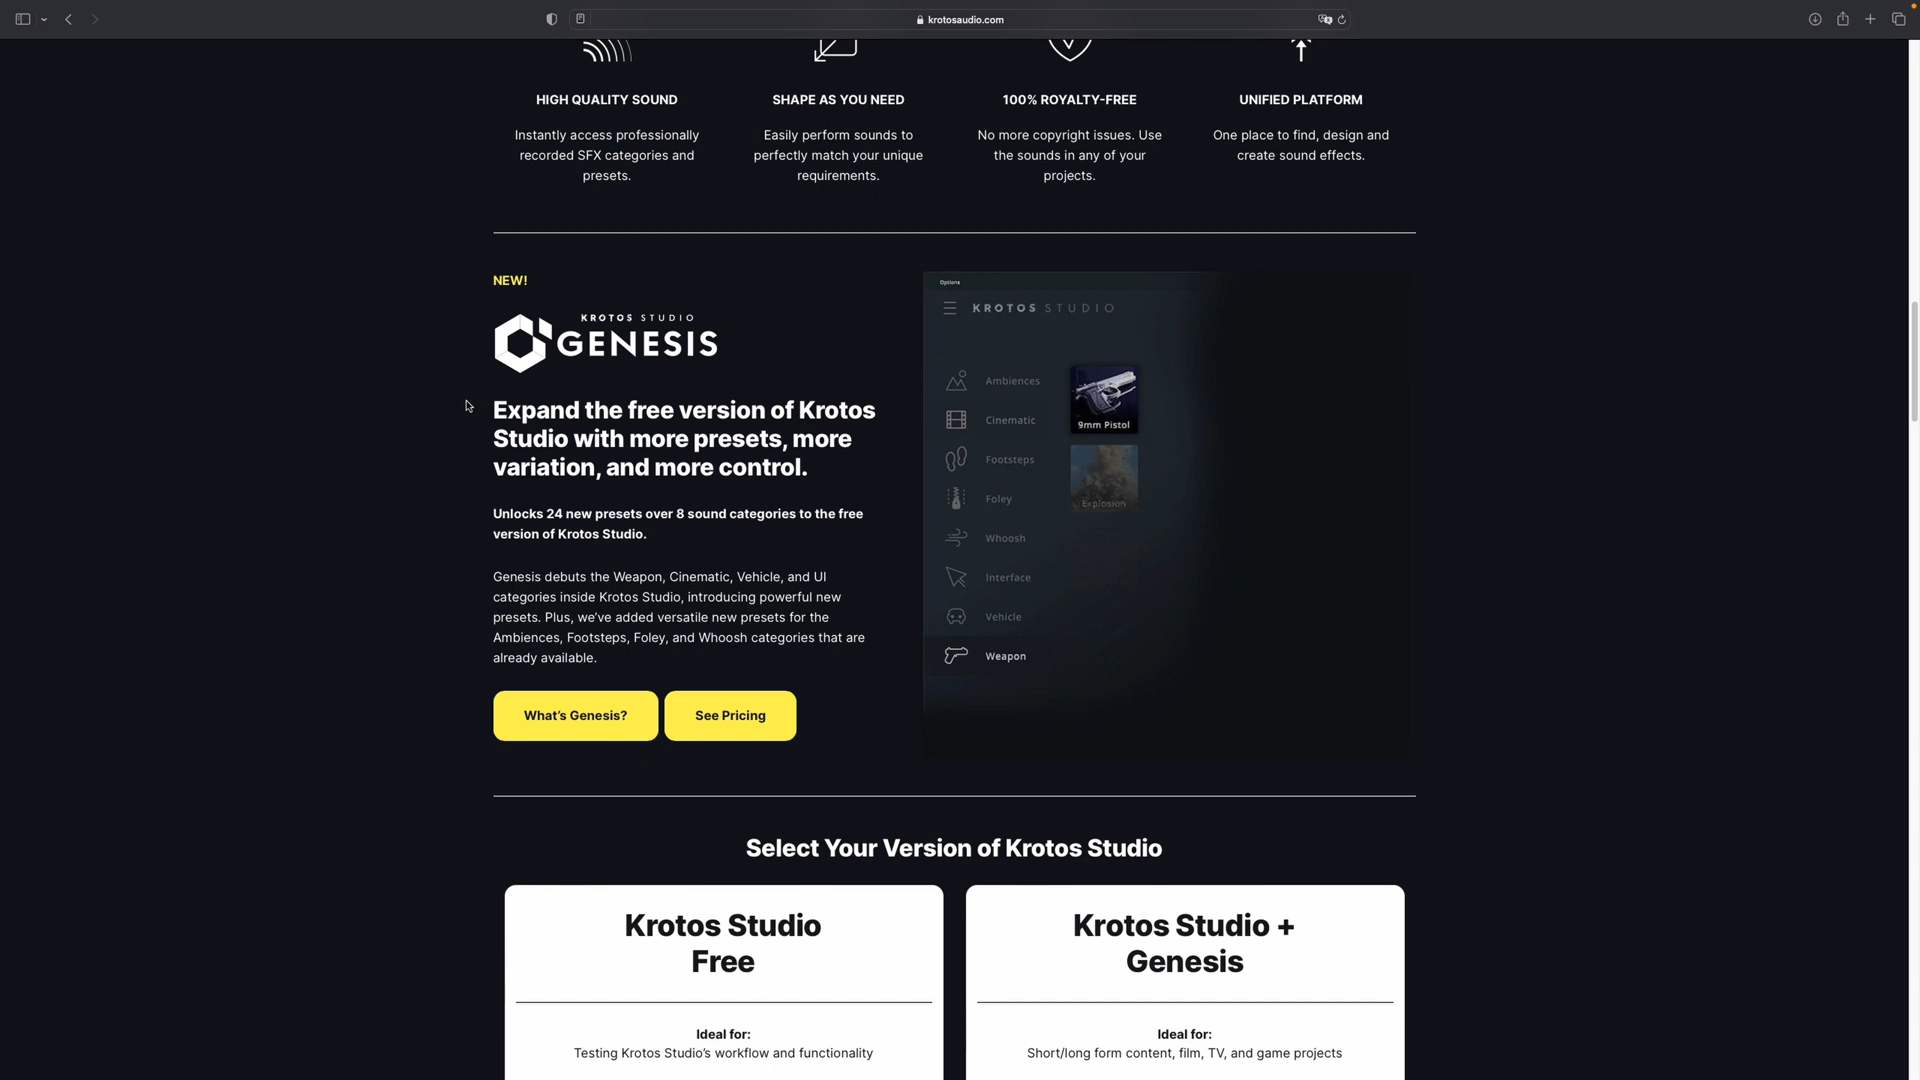 krotosaudio.com
HIGH QUALITY SOUND
Instantly access professionally
recorded SFX categories and
presets.
SHAPE AS YOU NEED
Easily perform sounds to
perfectly match your unique
requirements.
100% ROYALTY-FREE
No more copyright issues. Use
the sounds in any of your
projects.
UNIFIED PLATFORM
One place to find, design and
create sound effects.
NEW!
KROTOS STUDIO
GENESIS
Expand the free version of Krotos
Studio with more presets, more
variation, and more control.
Unlocks 24 new presets over 8 sound categories to the free
version of Krotos Studio.
Genesis debuts the Weapon, Cinematic, Vehicle, and UI
categories inside Krotos Studio, introducing powerful new
presets. Plus, we’ve added versatile new presets for the
Ambiences, Footsteps, Foley, and Whoosh categories that are
already available.
What’s Genesis?
See Pricing
Options
KROTOS STUDIO
Ambiences
Cinematic
Footsteps
Foley
Whoosh
Interface
Vehicle
Weapon
9mm Pistol
Explosion
Select Your Version of Krotos Studio
Krotos Studio
Free
Ideal for:
Testing Krotos Studio’s workflow and functionality
Krotos Studio +
Genesis
Ideal for:
Short/long form content, film, TV, and game projects